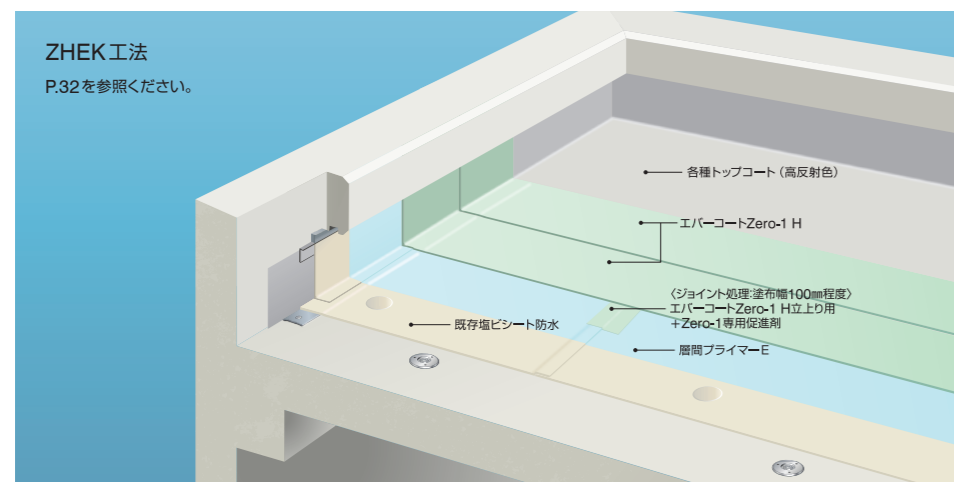 ZHEK工法
P.32を参照ください。
各種トップコート（高反射色）
エバーコートZero-1 H
〈ジョイント処理:塗布幅100㎜程度〉
エバーコートZero-1 H立上り用
＋Zero-1専用促進剤
既存塩ビシート防水
層間プライマーE